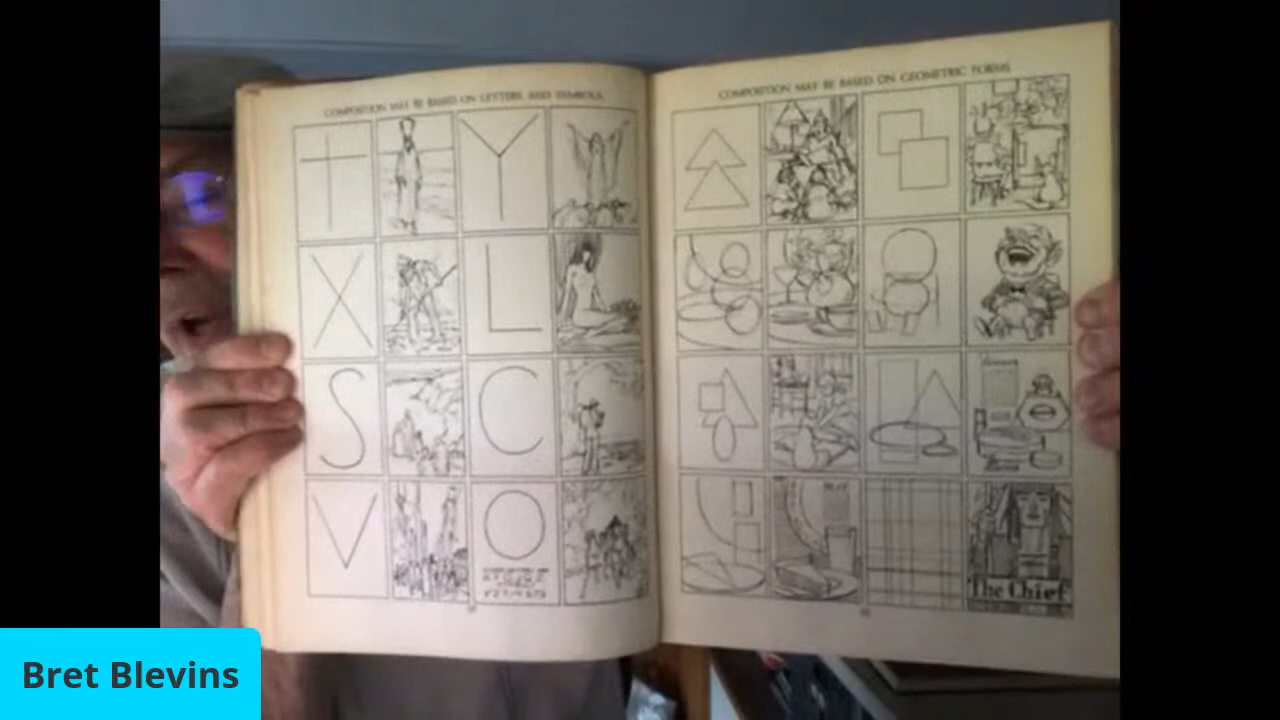 COMPOSITION MAY BE BASED ON LETTERS AND SYMBOLS
COMPOSITION MAY BE BASED ON GEOMETRIC FORMS
T
Y
X
L
S
C
V
O
The Chief
Bret Blevins